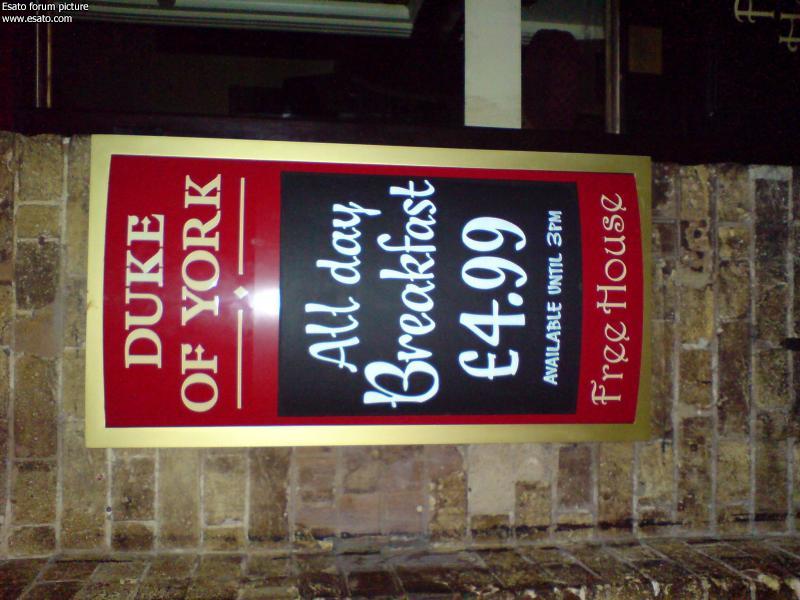 Esato forum picture
www.esato.com
DUKE
OF YORK
All day
Breakfast
£4.99
AVAILABLE UNTIL 3PM
Free House